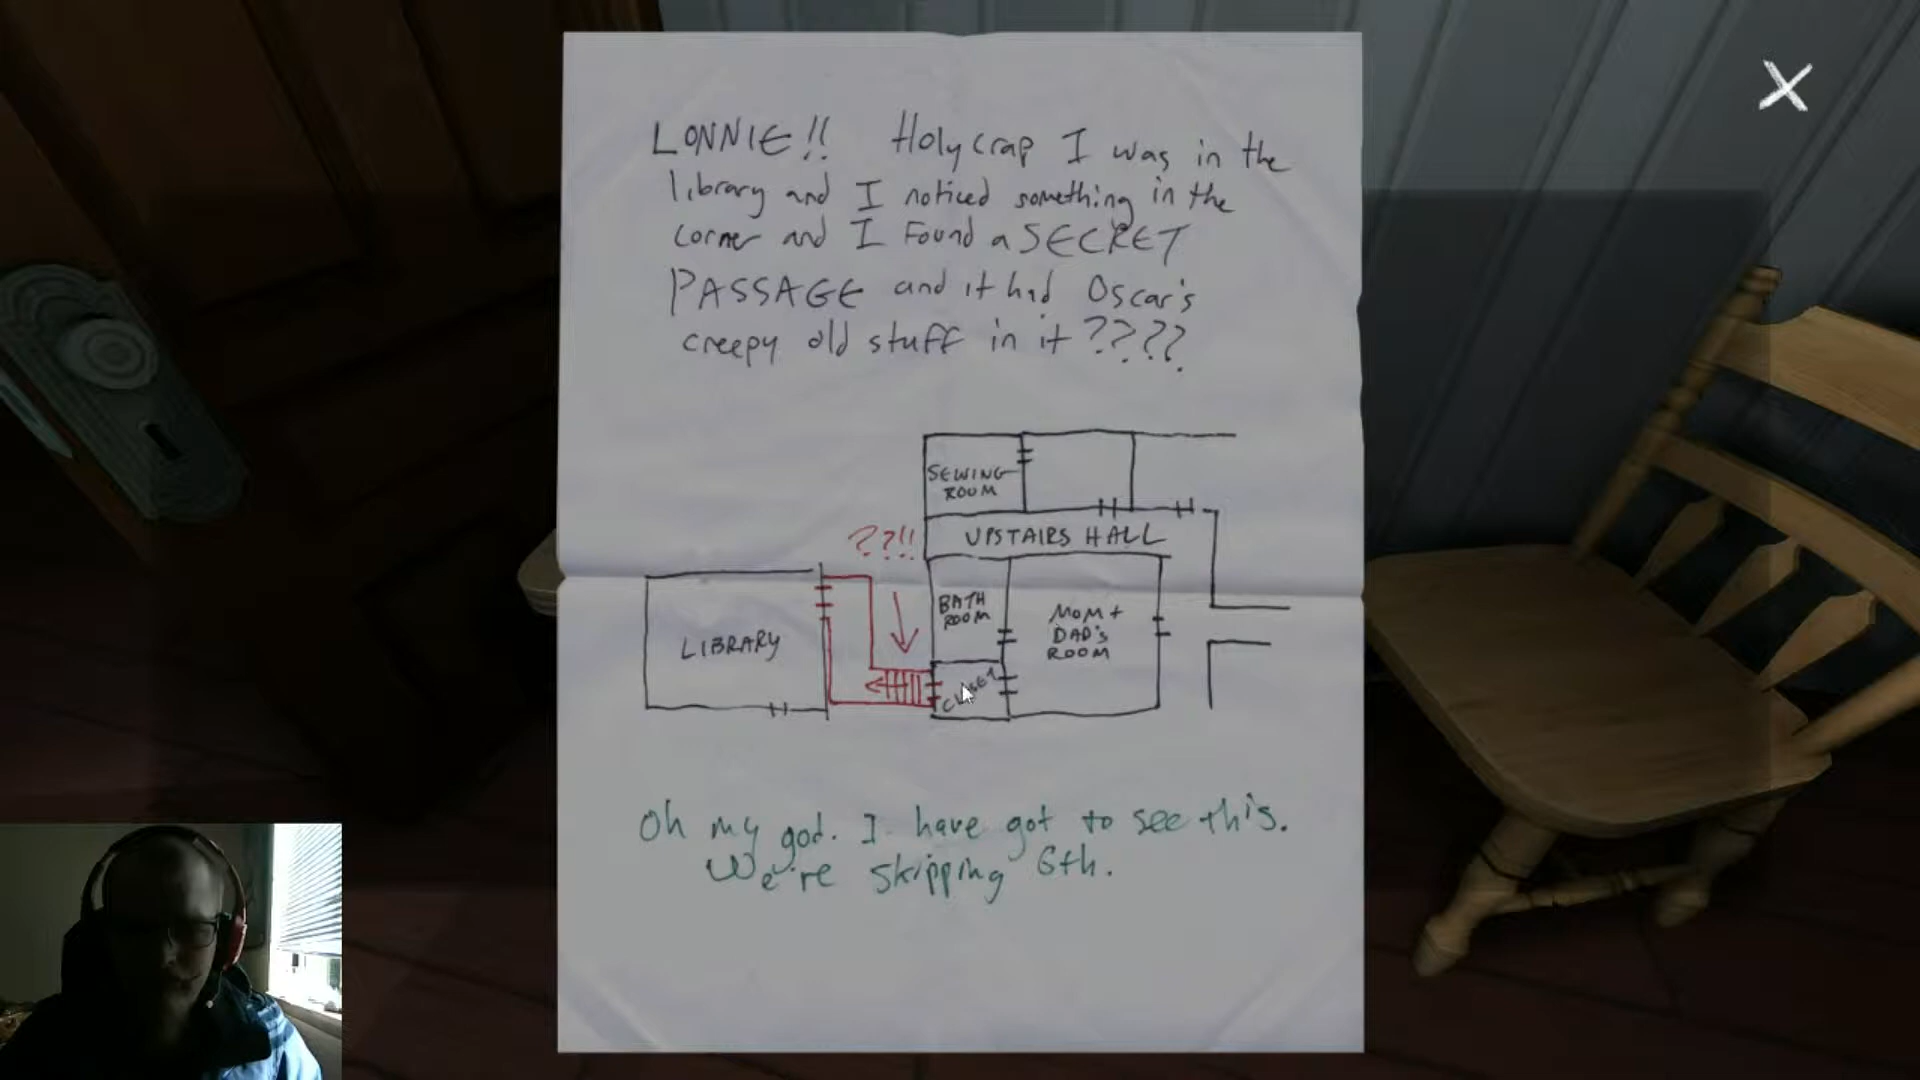 LONNIE!! Holy crap I was in the
library and I noticed something in the
corner and I Found a SECRET
PASSAGE and it had Oscar's
creepy old stuff in it????
SEWING
ROOM
UPSTAIRS HALL
??!!
BATH
ROOM
MOM +
DAD'S
ROOM
LIBRARY
CLOSET
Oh my god. I have got to see this.
We're skipping 6th.